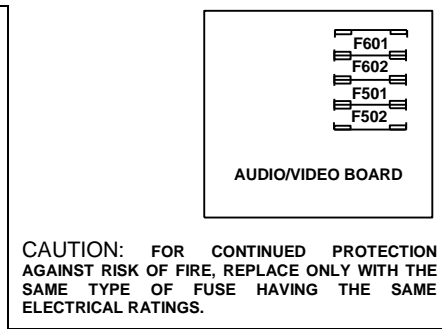 F601
F602
F501
F502
AUDIO/VIDEO BOARD
CAUTION: FOR CONTINUED PROTECTION
AGAINST RISK OF FIRE, REPLACE ONLY WITH THE
SAME TYPE OF FUSE HAVING THE SAME
ELECTRICAL RATINGS.